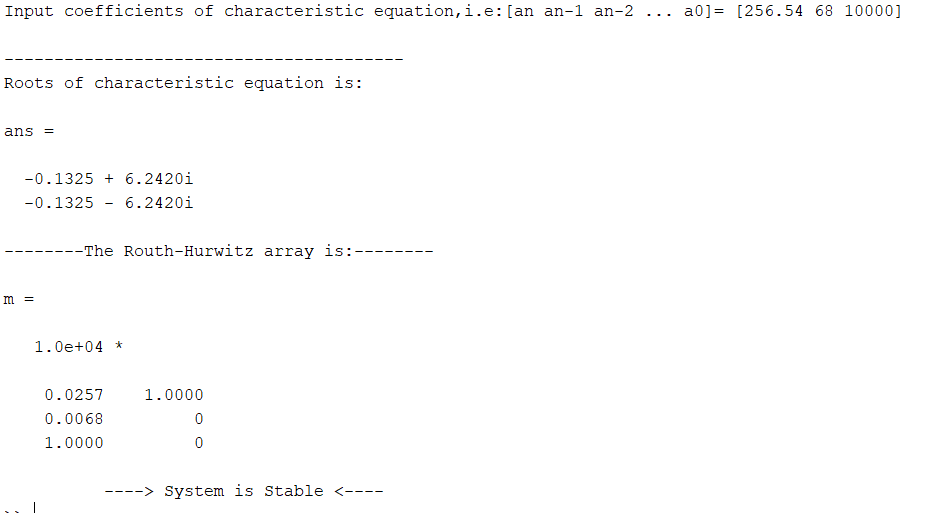 Input coefficients of characteristic equation,i.e:[an an-1 an-2 ... a0]= [256.54 68 10000]
----------------------------------------
Roots of characteristic equation is:
ans =
-0.1325 + 6.2420i
-0.1325 - 6.2420i
--------The Routh-Hurwitz array is:--------
m =
1.0e+04 *
0.0257 1.0000
0.0068 0
1.0000 0
----> System is Stable <----